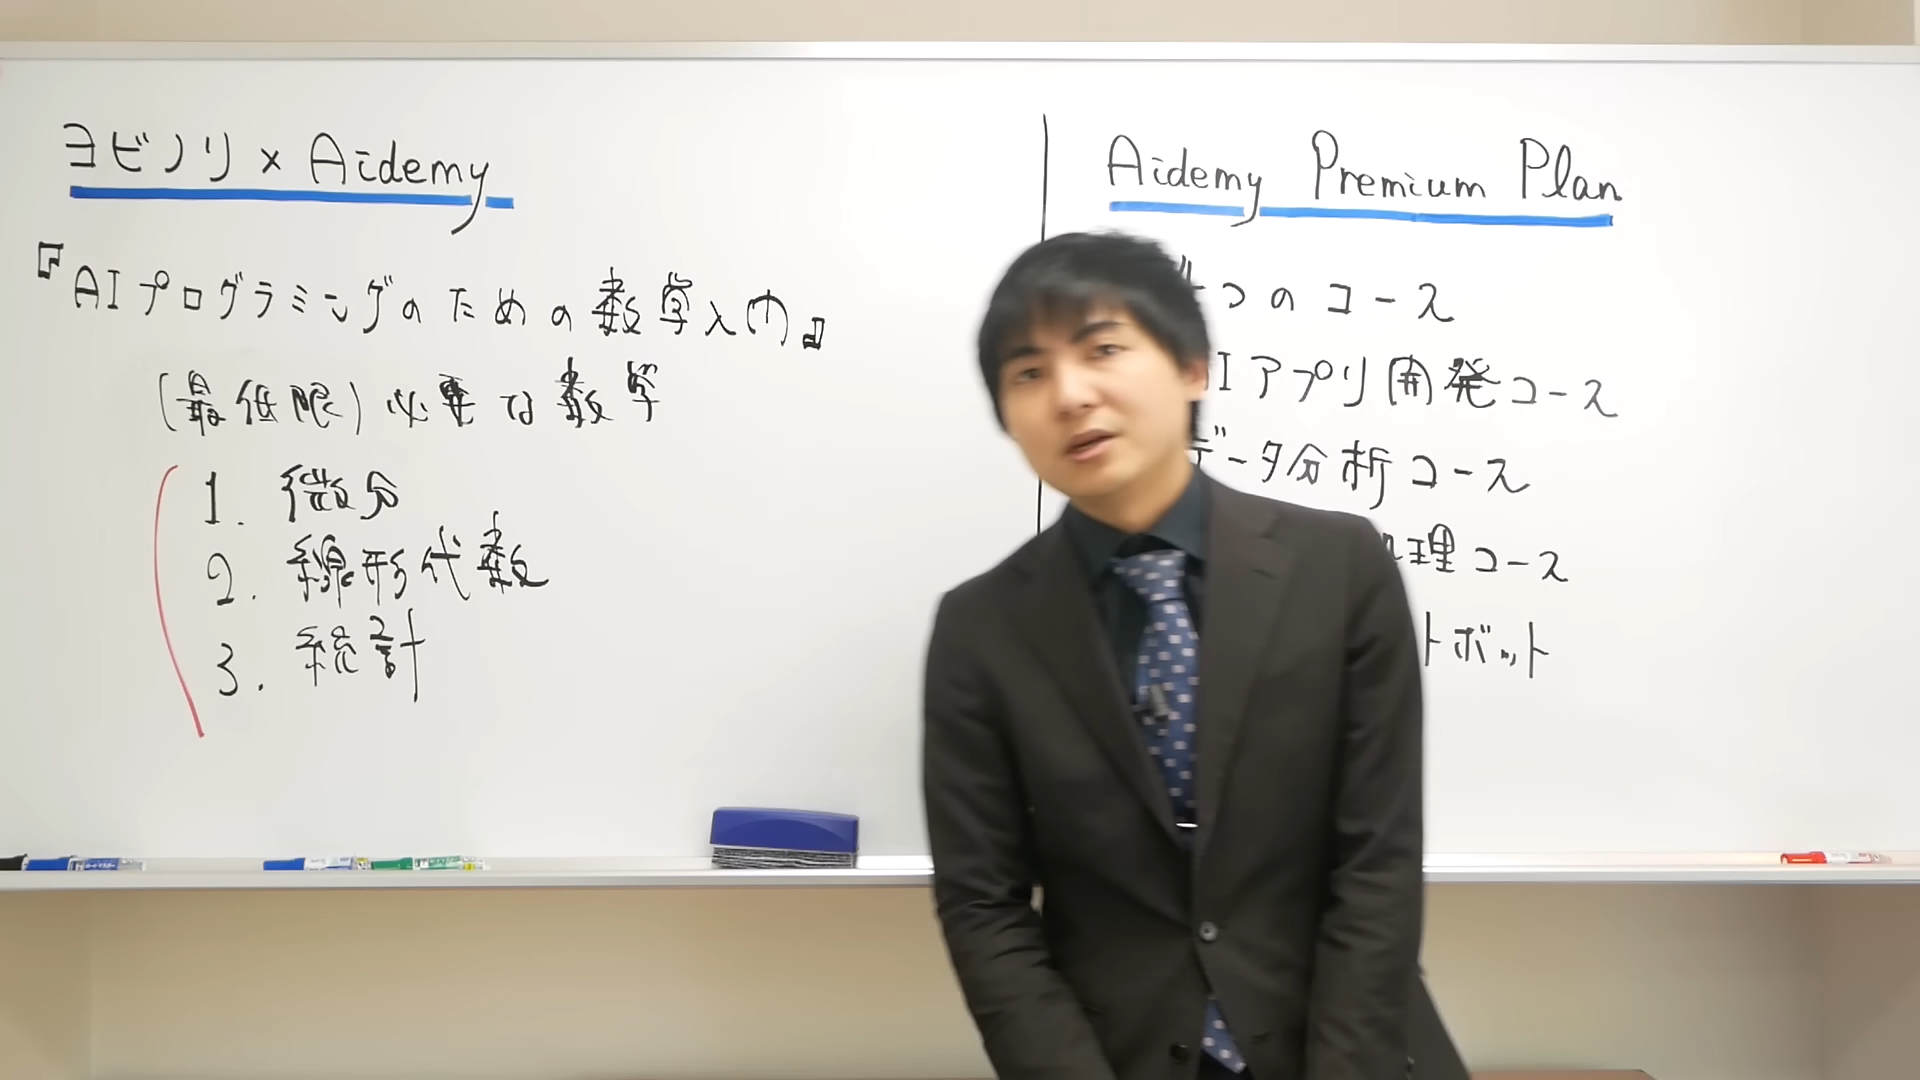 ヨビノリ × Aidemy
『AIプログラミングのための数学入門』
(最低限)必要な数学
1. 微分
2. 線形代数
3. 統計
Aidemy Premium Plan
つのコース
Iアプリ開発コース
データ分析コース
理コース
トボット